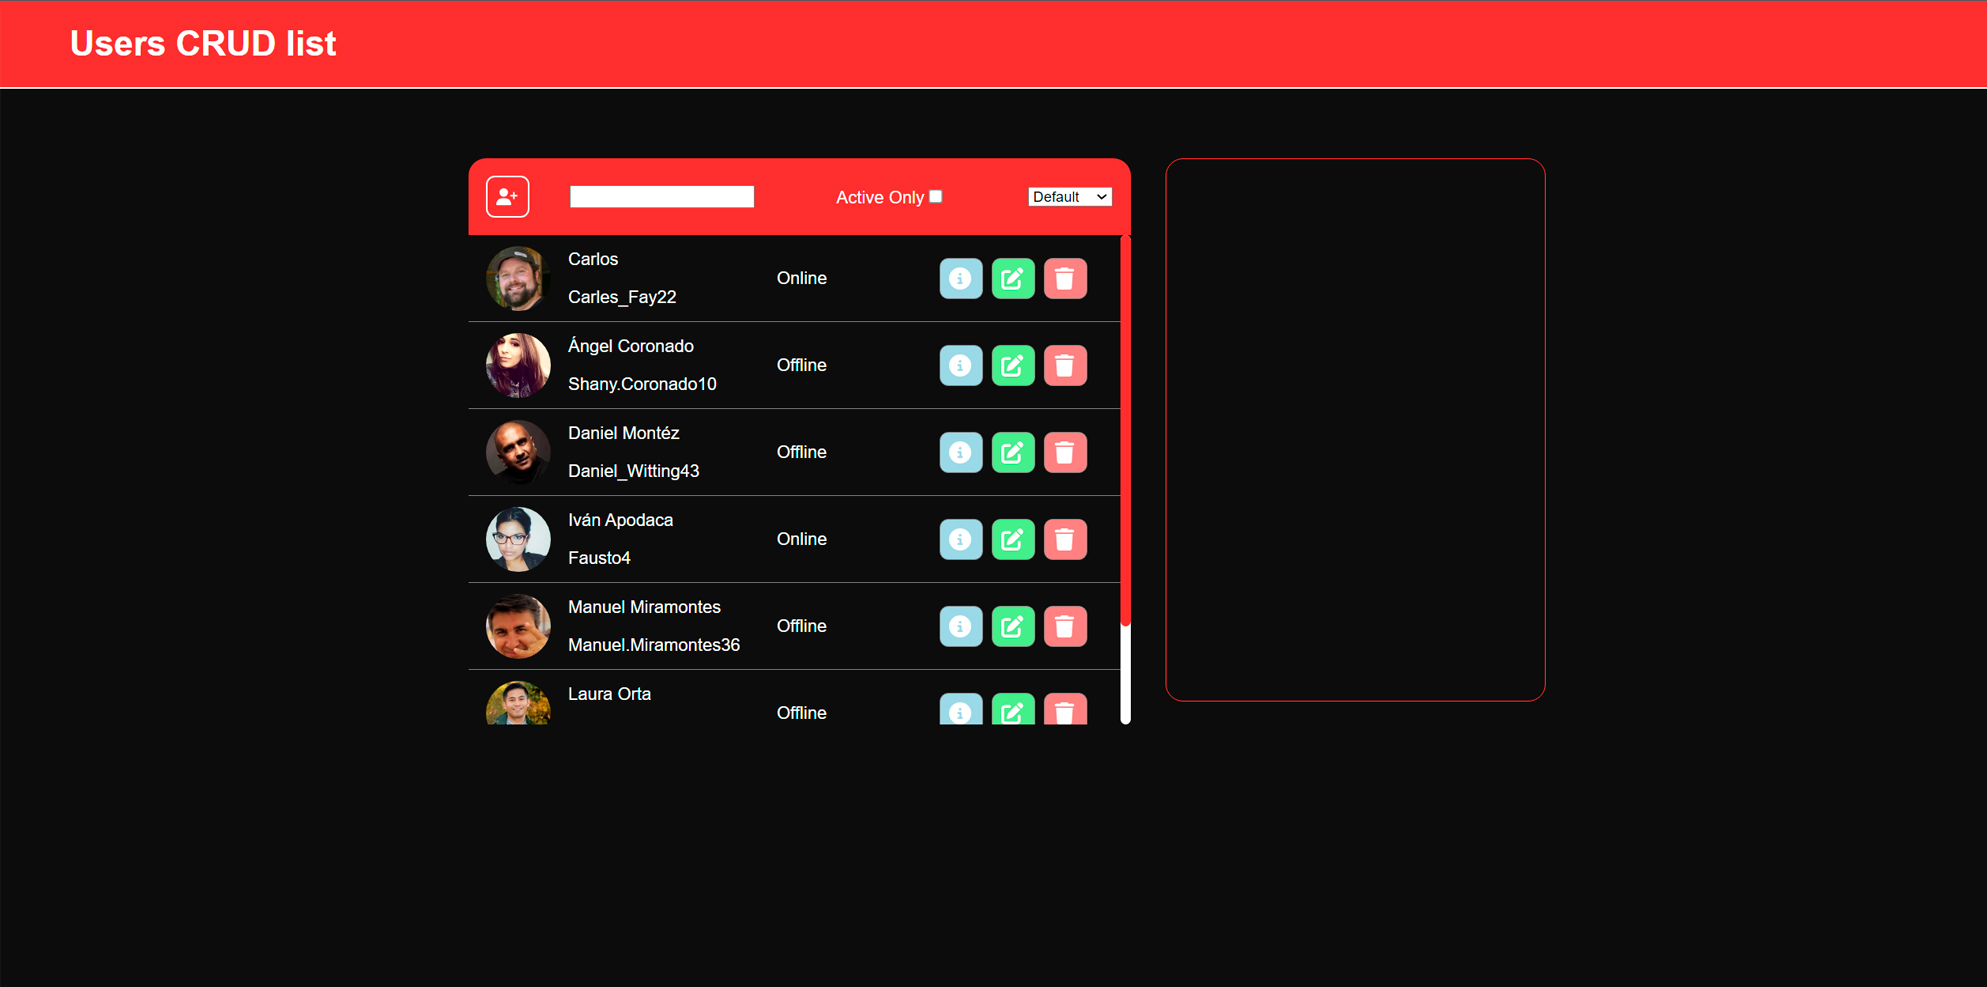 Users CRUD list
Active Only
Default
Carlos
Carles_Fay22
Online
Ángel Coronado
Shany.Coronado10
Offline
Daniel Montéz
Daniel_Witting43
Offline
Iván Apodaca
Fausto4
Online
Manuel Miramontes
Manuel.Miramontes36
Offline
Laura Orta
Offline